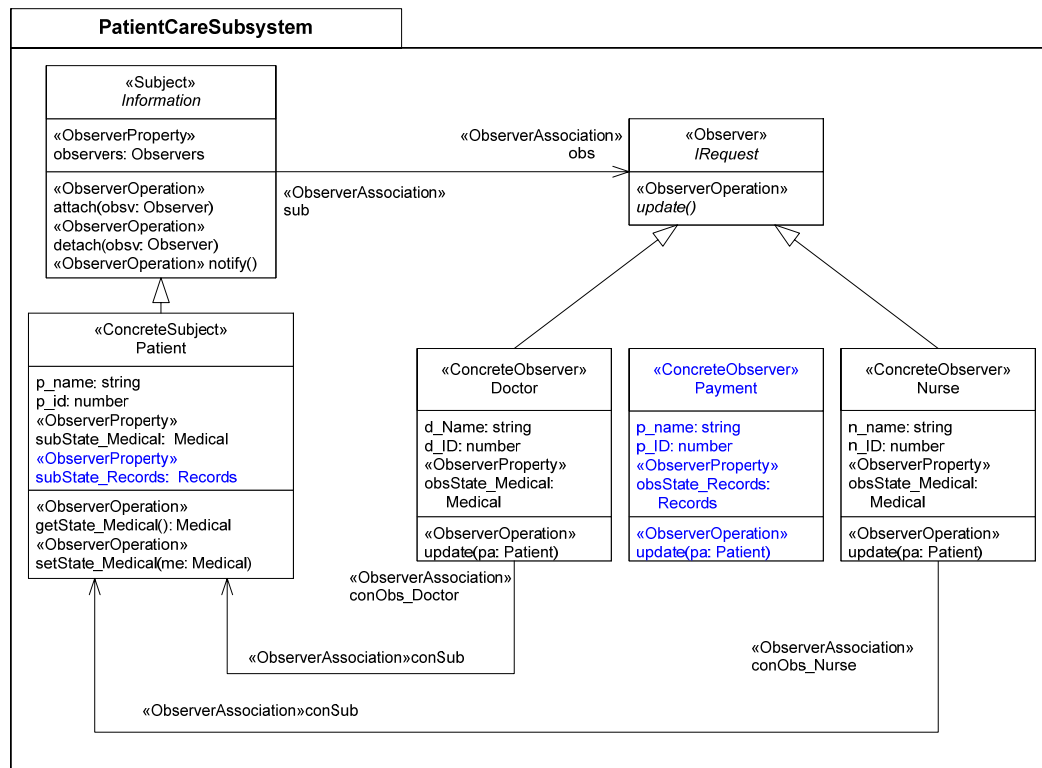 PatientCareSubsystem
«Subject»
Information
«ObserverProperty»
observers: Observers
«ObserverOperation»
attach(obsv: Observer)
«ObserverOperation»
detach(obsv: Observer)
«ObserverOperation» notify()
«ObserverAssociation»
obs
«ObserverAssociation»
sub
«Observer»
IRequest
«ObserverOperation»
update()
«ConcreteSubject»
Patient
p_name: string
p_id: number
«ObserverProperty»
subState_Medical: Medical
«ObserverProperty»
subState_Records: Records
«ObserverOperation»
getState_Medical(): Medical
«ObserverOperation»
setState_Medical(me: Medical)
«ConcreteObserver»
Doctor
d_Name: string
d_ID: number
«ObserverProperty»
obsState_Medical:
Medical
«ObserverOperation»
update(pa: Patient)
«ConcreteObserver»
Payment
p_name: string
p_ID: number
«ObserverProperty»
obsState_Records:
Records
«ObserverOperation»
update(pa: Patient)
«ConcreteObserver»
Nurse
n_name: string
n_ID: number
«ObserverProperty»
obsState_Medical:
Medical
«ObserverOperation»
update(pa: Patient)
«ObserverAssociation»
conObs_Doctor
«ObserverAssociation»conSub
«ObserverAssociation»
conObs_Nurse
«ObserverAssociation»conSub